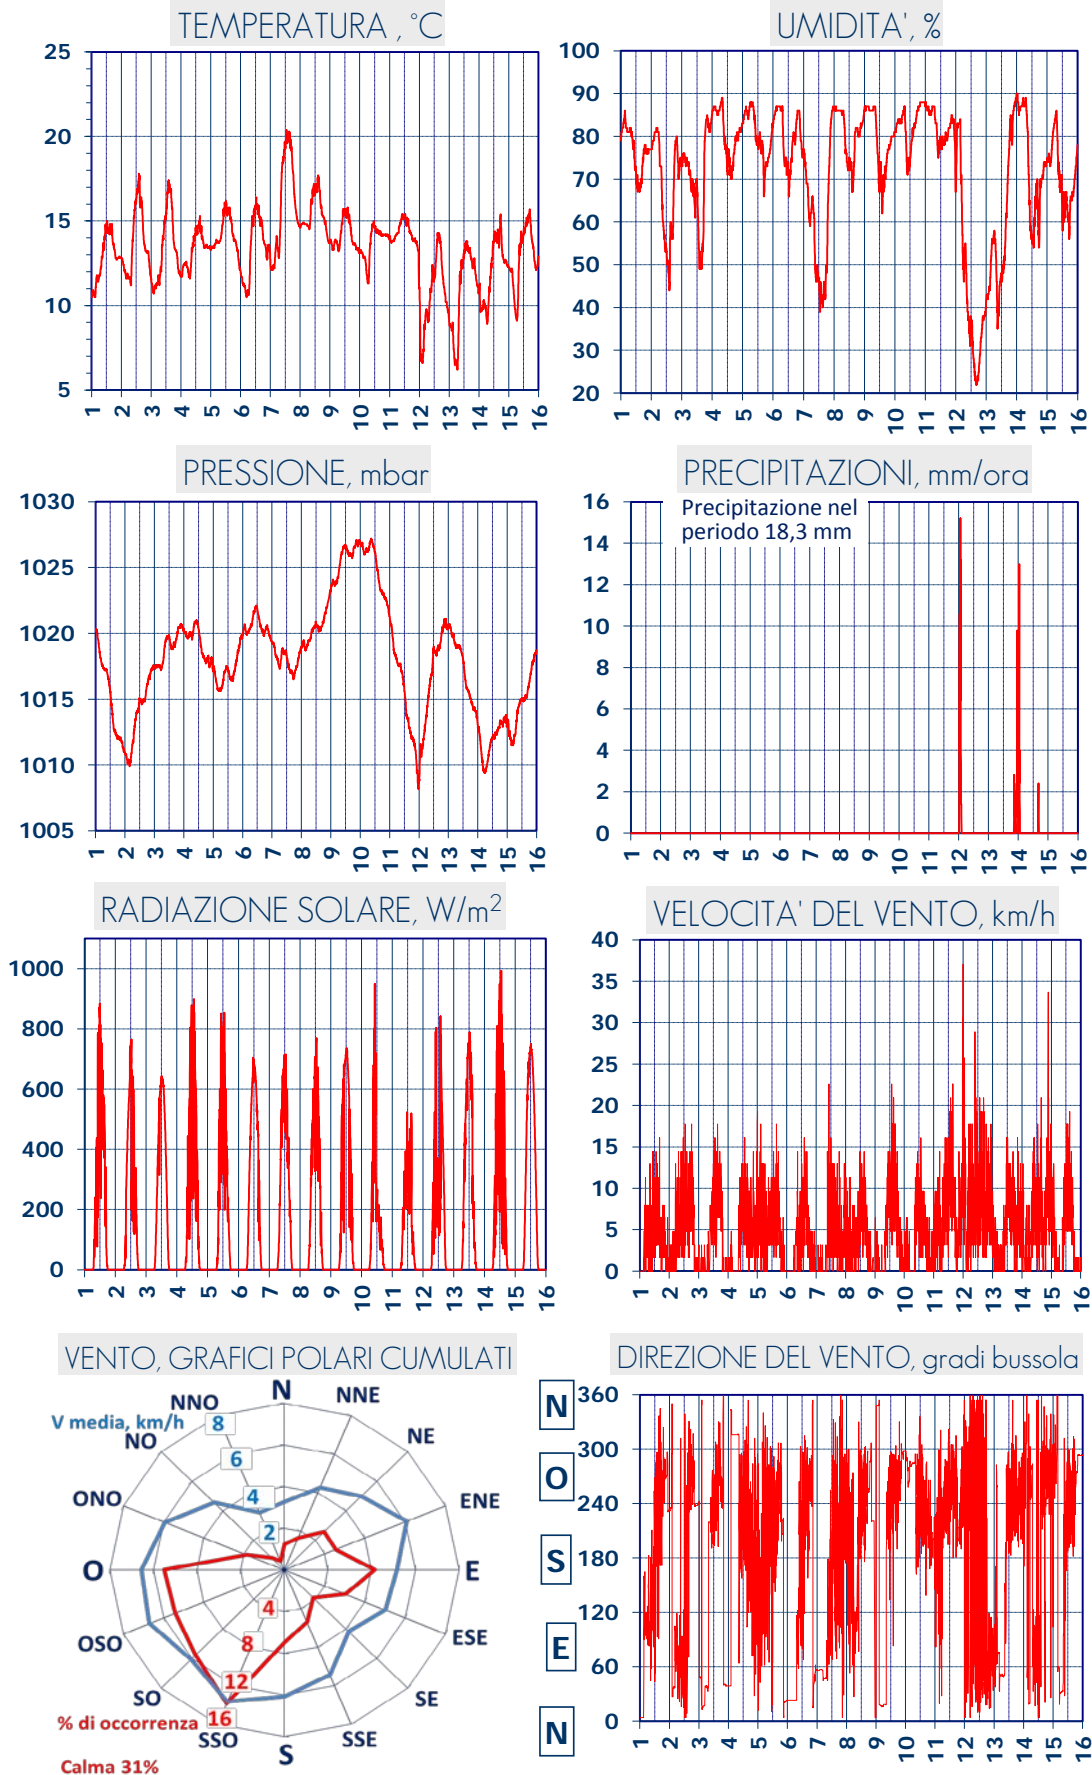 TEMPERATURA , °C
25
20
15
10
5
1 2 3 4 5 6 7 8 9 10 11 12 13 14 15 16
UMIDITA', %
100
90
80
70
60
50
40
30
20
1 2 3 4 5 6 7 8 9 10 11 12 13 14 15 16
PRESSIONE, mbar
1030
1025
1020
1015
1010
1005
1 2 3 4 5 6 7 8 9 10 11 12 13 14 15 16
PRECIPITAZIONI, mm/ora
Precipitazione nel
periodo 18,3 mm
16
14
12
10
8
6
4
2
0
1 2 3 4 5 6 7 8 9 10 11 12 13 14 15 16
RADIAZIONE SOLARE, W/m²
1000
800
600
400
200
0
1 2 3 4 5 6 7 8 9 10 11 12 13 14 15 16
VELOCITA' DEL VENTO, km/h
40
35
30
25
20
15
10
5
0
1 2 3 4 5 6 7 8 9 10 11 12 13 14 15 16
VENTO, GRAFICI POLARI CUMULATI
V media, km/h
N
NNE
NE
ENE
E
ESE
SE
SSE
S
SSO
SO
OSO
O
ONO
NO
NNO
8
6
4
2
4
8
12
16
% di occorrenza
Calma 31%
DIREZIONE DEL VENTO, gradi bussola
N
O
S
E
N
360
300
240
180
120
60
0
1 2 3 4 5 6 7 8 9 10 11 12 13 14 15 16